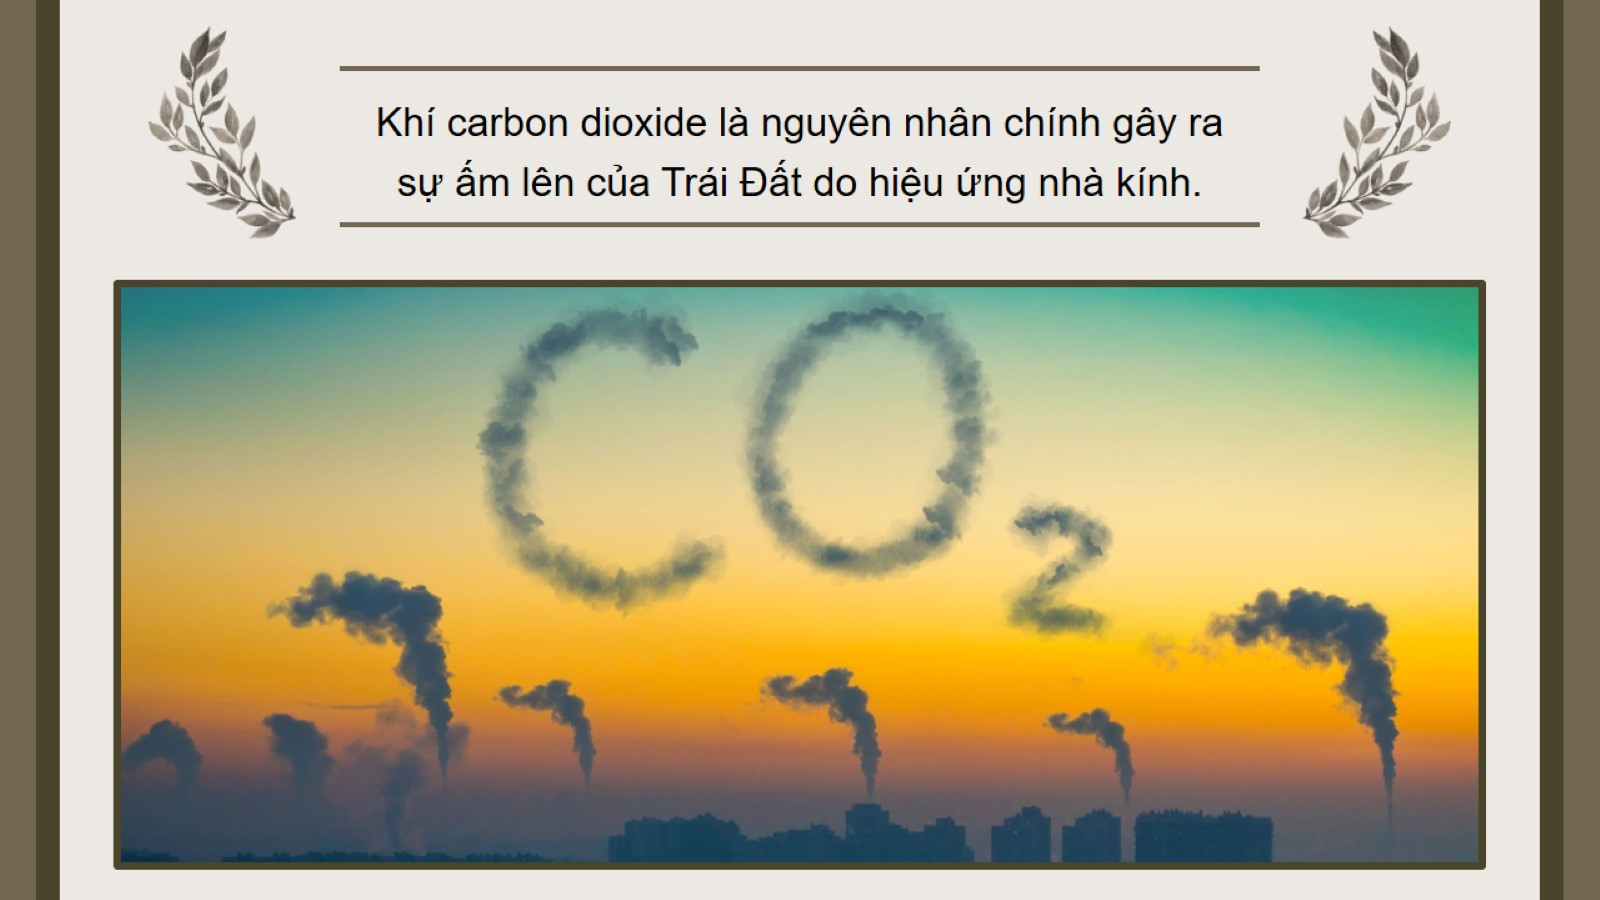 Khí carbon dioxide là nguyên nhân chính gây ra
sự ấm lên của Trái Đất do hiệu ứng nhà kính.
CO₂